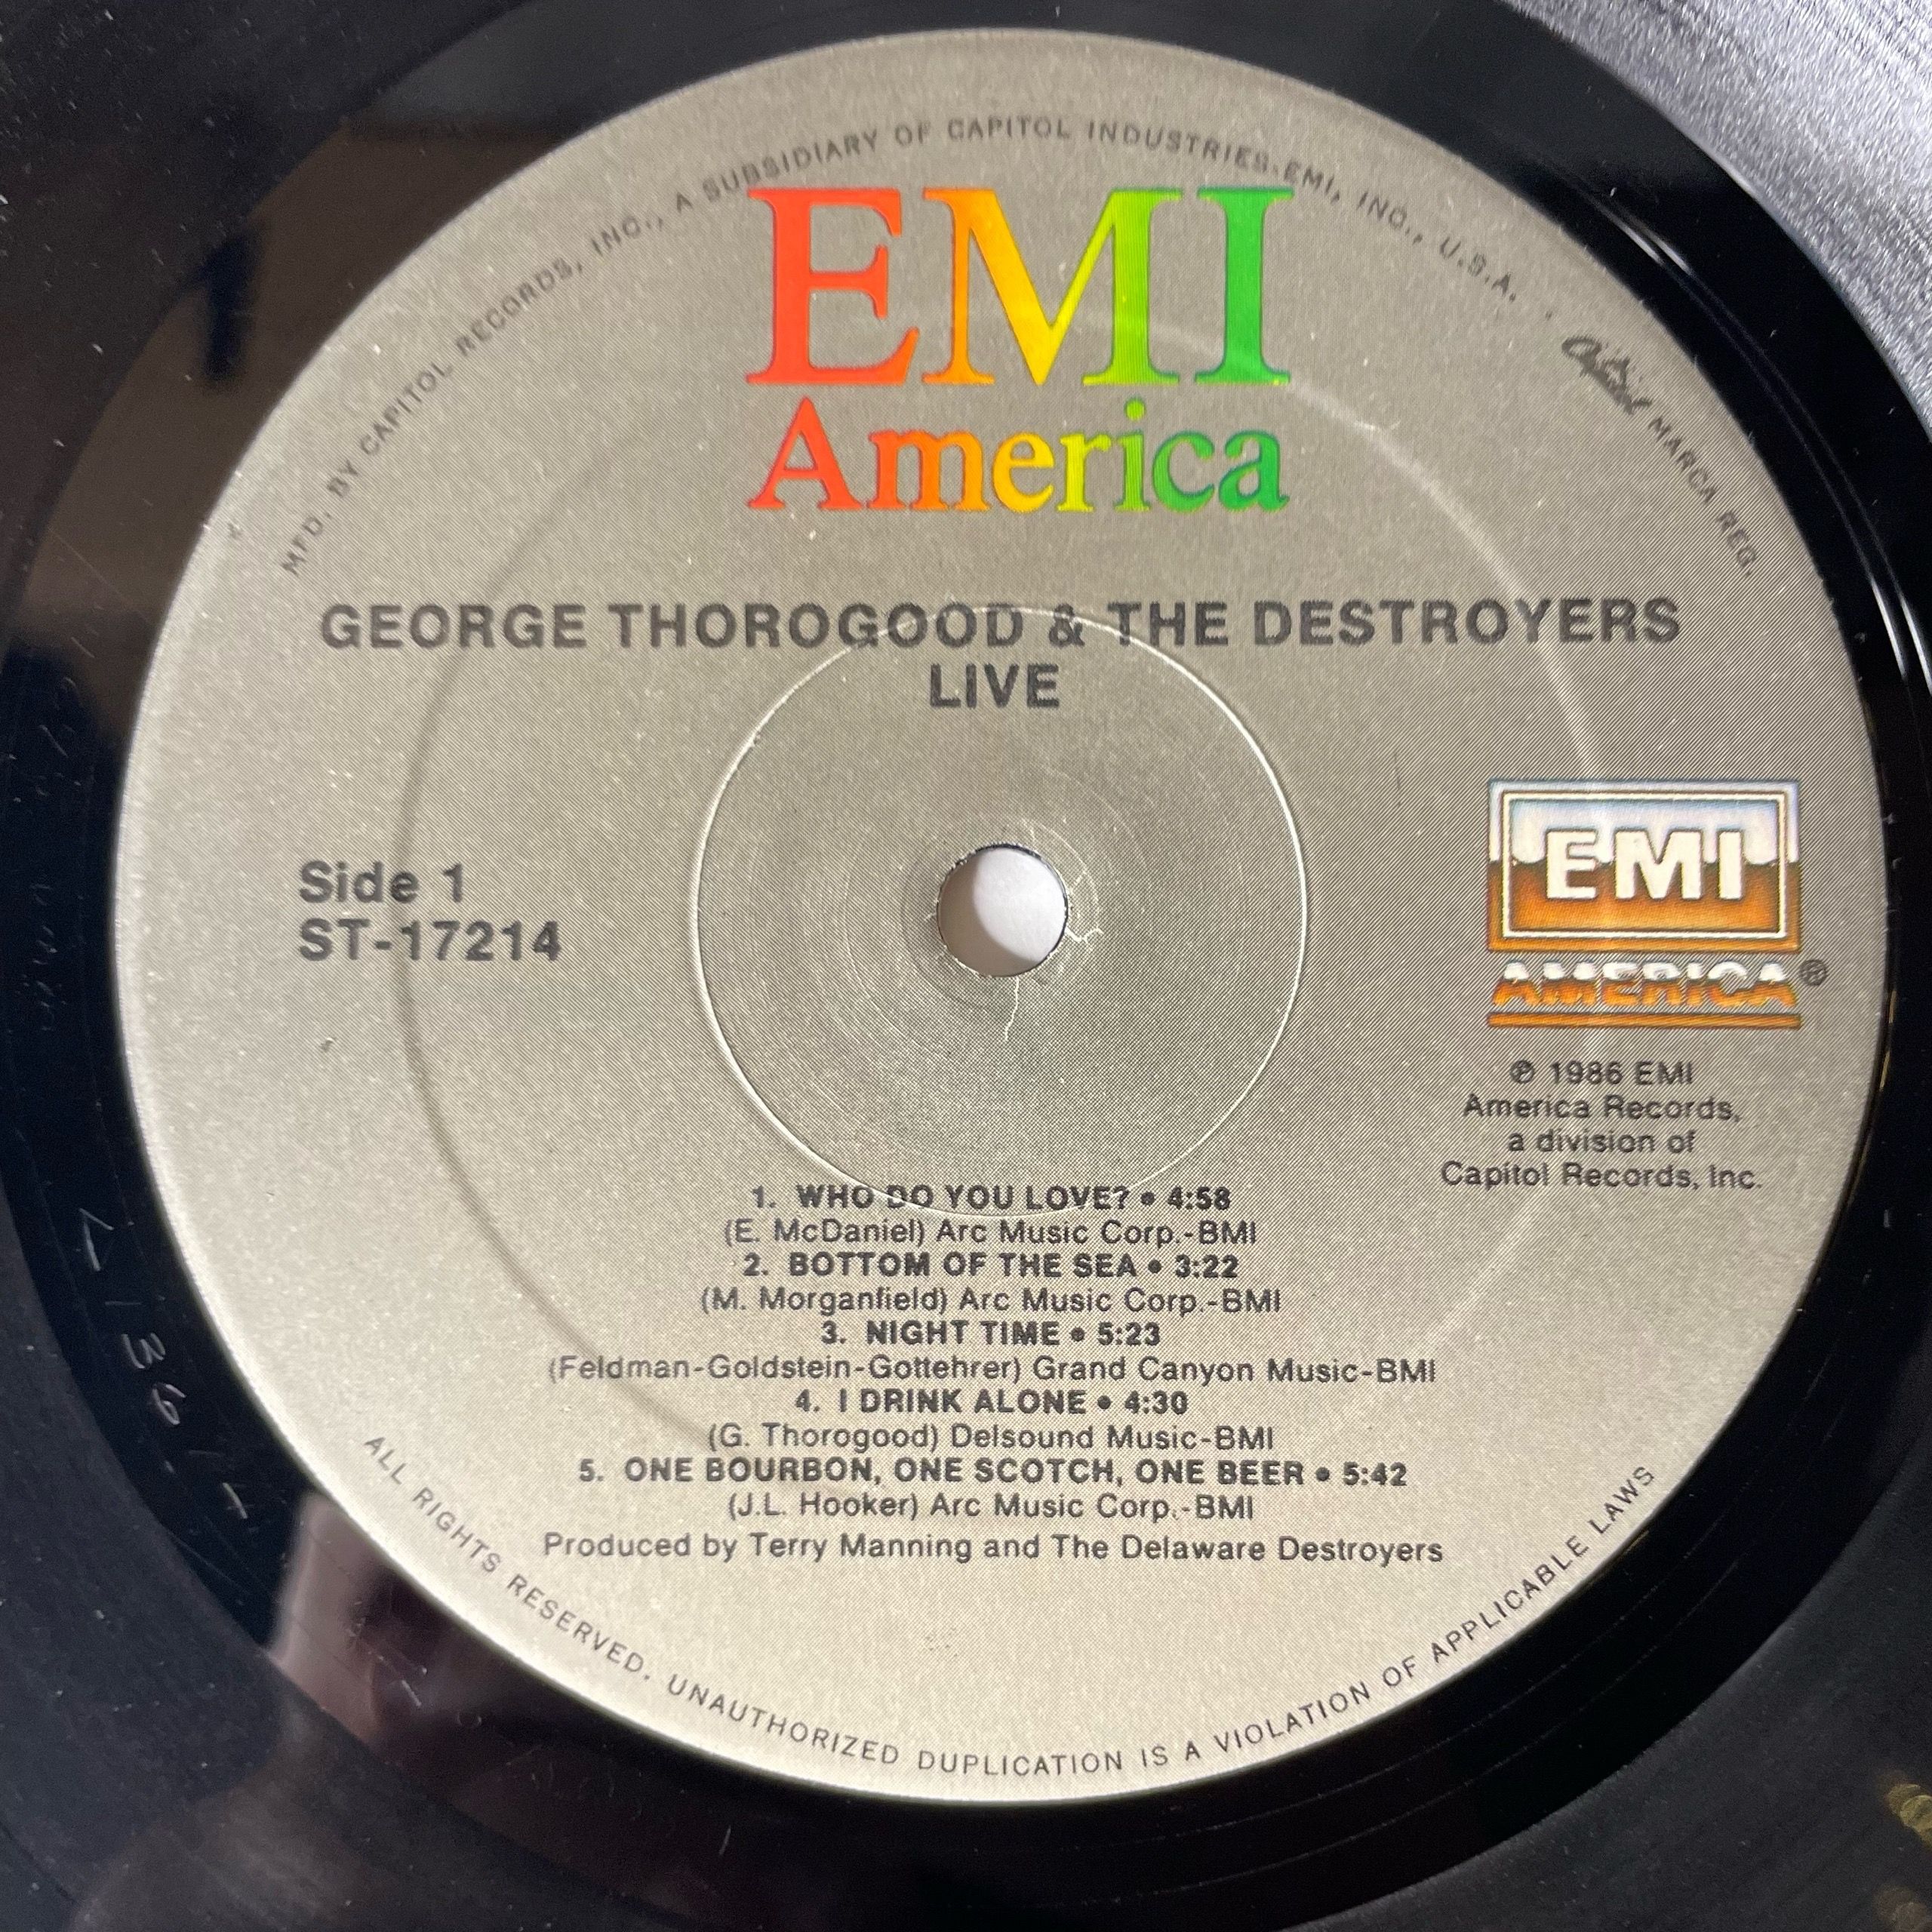 MFD. BY CAPITOL RECORDS, INC., A SUBSIDIARY OF CAPITOL INDUSTRIES-EMI, INC., U.S.A. · Capitol MARCA REG.
EMI
America
GEORGE THOROGOOD & THE DESTROYERS
LIVE
Side 1
ST-17214
EMI
AMERICA®
℗ 1986 EMI
America Records,
a division of
Capitol Records, Inc.
1. WHO DO YOU LOVE? • 4:58
(E. McDaniel) Arc Music Corp.-BMI
2. BOTTOM OF THE SEA • 3:22
(M. Morganfield) Arc Music Corp.-BMI
3. NIGHT TIME • 5:23
(Feldman-Goldstein-Gottehrer) Grand Canyon Music-BMI
4. I DRINK ALONE • 4:30
(G. Thorogood) Delsound Music-BMI
5. ONE BOURBON, ONE SCOTCH, ONE BEER • 5:42
(J.L. Hooker) Arc Music Corp.-BMI
Produced by Terry Manning and The Delaware Destroyers
ALL RIGHTS RESERVED. UNAUTHORIZED DUPLICATION IS A VIOLATION OF APPLICABLE LAWS